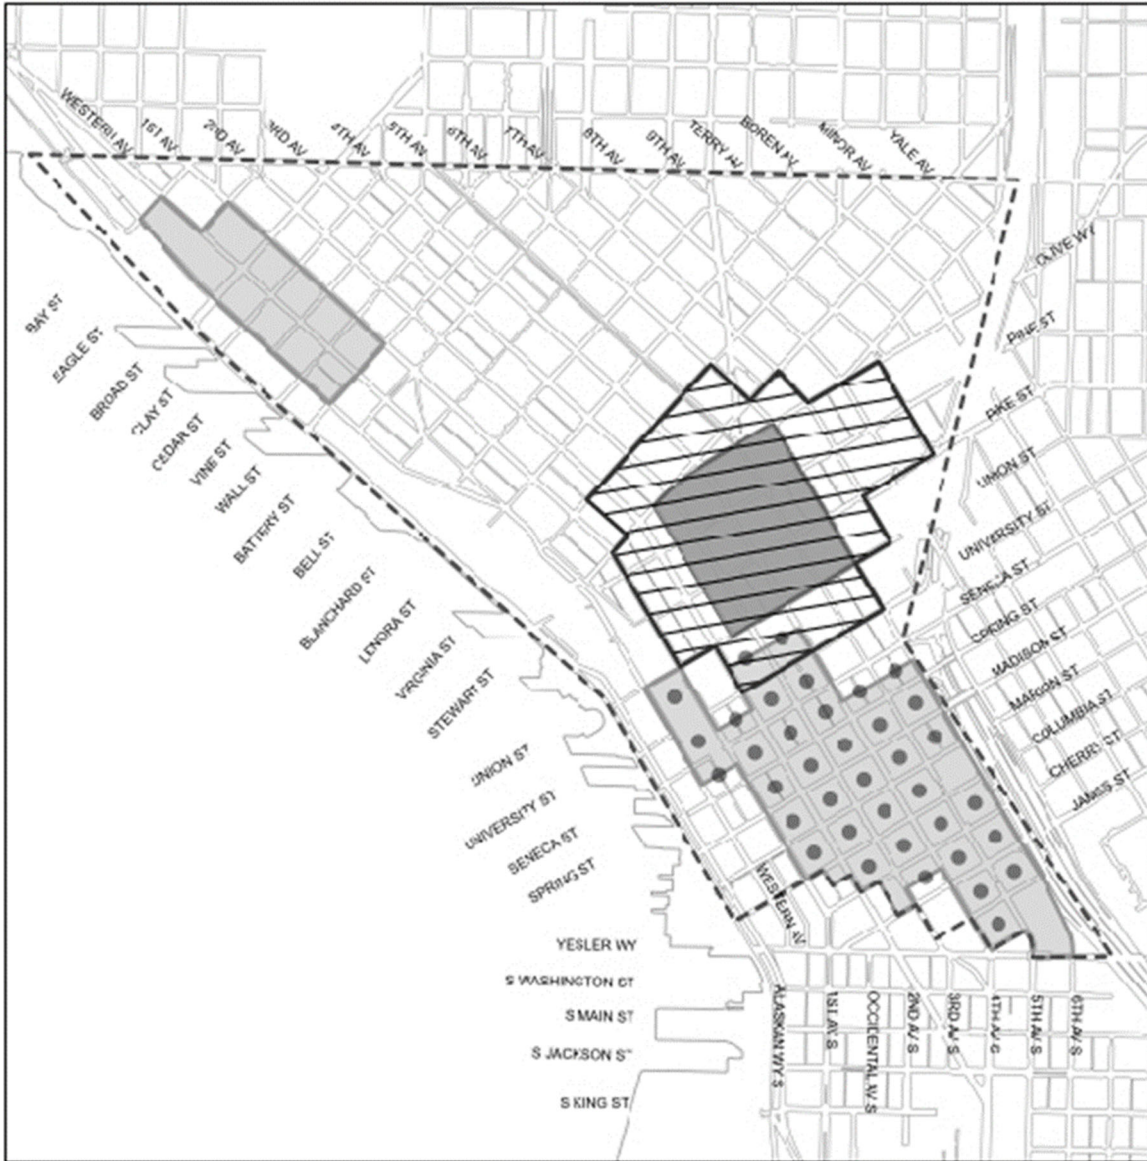 WESTERN AV
1ST AV
2ND AV
3RD AV
4TH AV
5TH AV
6TH AV
7TH AV
8TH AV
9TH AV
TERRY AV
BOREN AV
MINOR AV
YALE AV
OLIVE WY
PINE ST
PIKE ST
UNION ST
UNIVERSITY ST
SENECA ST
SPRING ST
MADISON ST
MARION ST
COLUMBIA ST
CHERRY ST
JAMES ST
BAY ST
EAGLE ST
BROAD ST
CLAY ST
CEDAR ST
VINE ST
WALL ST
BATTERY ST
BELL ST
BLANCHARD ST
LENORA ST
VIRGINIA ST
STEWART ST
UNION ST
UNIVERSITY ST
SENECA ST
SPRING ST
WESTERN AV
YESLER WY
S WASHINGTON ST
S MAIN ST
S JACKSON ST
S KING ST
ALASKAN WY S
1ST AV S
OCCIDENTAL AV S
2ND AV S
3RD AV S
4TH AV S
5TH AV S
6TH AV S